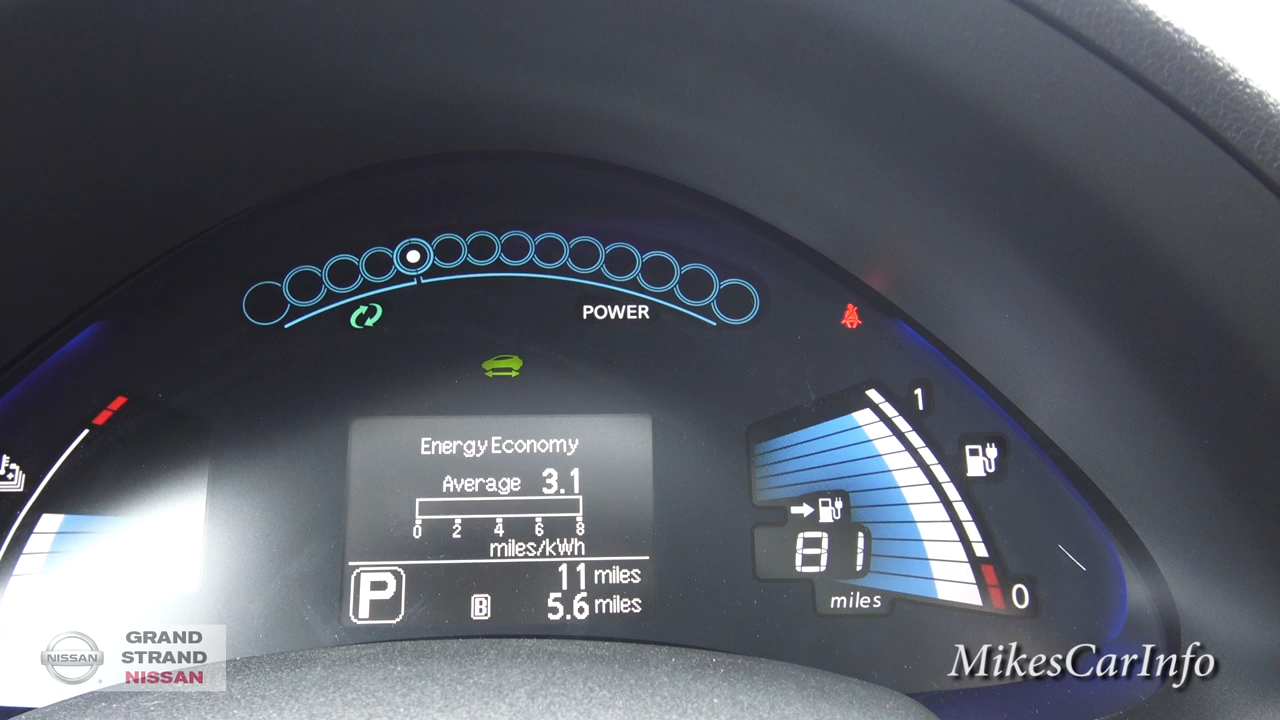 POWER
Energy Economy
Average 3.1
0 2 4 6 8
miles/kWh
P
11 miles
B 5.6 miles
1
81
miles
0
NISSAN
GRAND
STRAND
NISSAN
MikesCarInfo